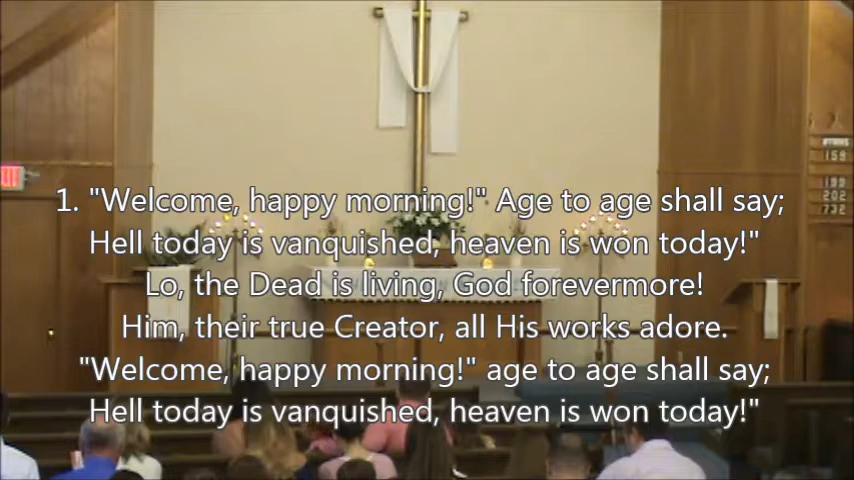 1. "Welcome, happy morning!" Age to age shall say;
Hell today is vanquished, heaven is won today!"
Lo, the Dead is living, God forevermore!
Him, their true Creator, all His works adore.
"Welcome, happy morning!" age to age shall say;
Hell today is vanquished, heaven is won today!"
HYMNS
159
199
202
732